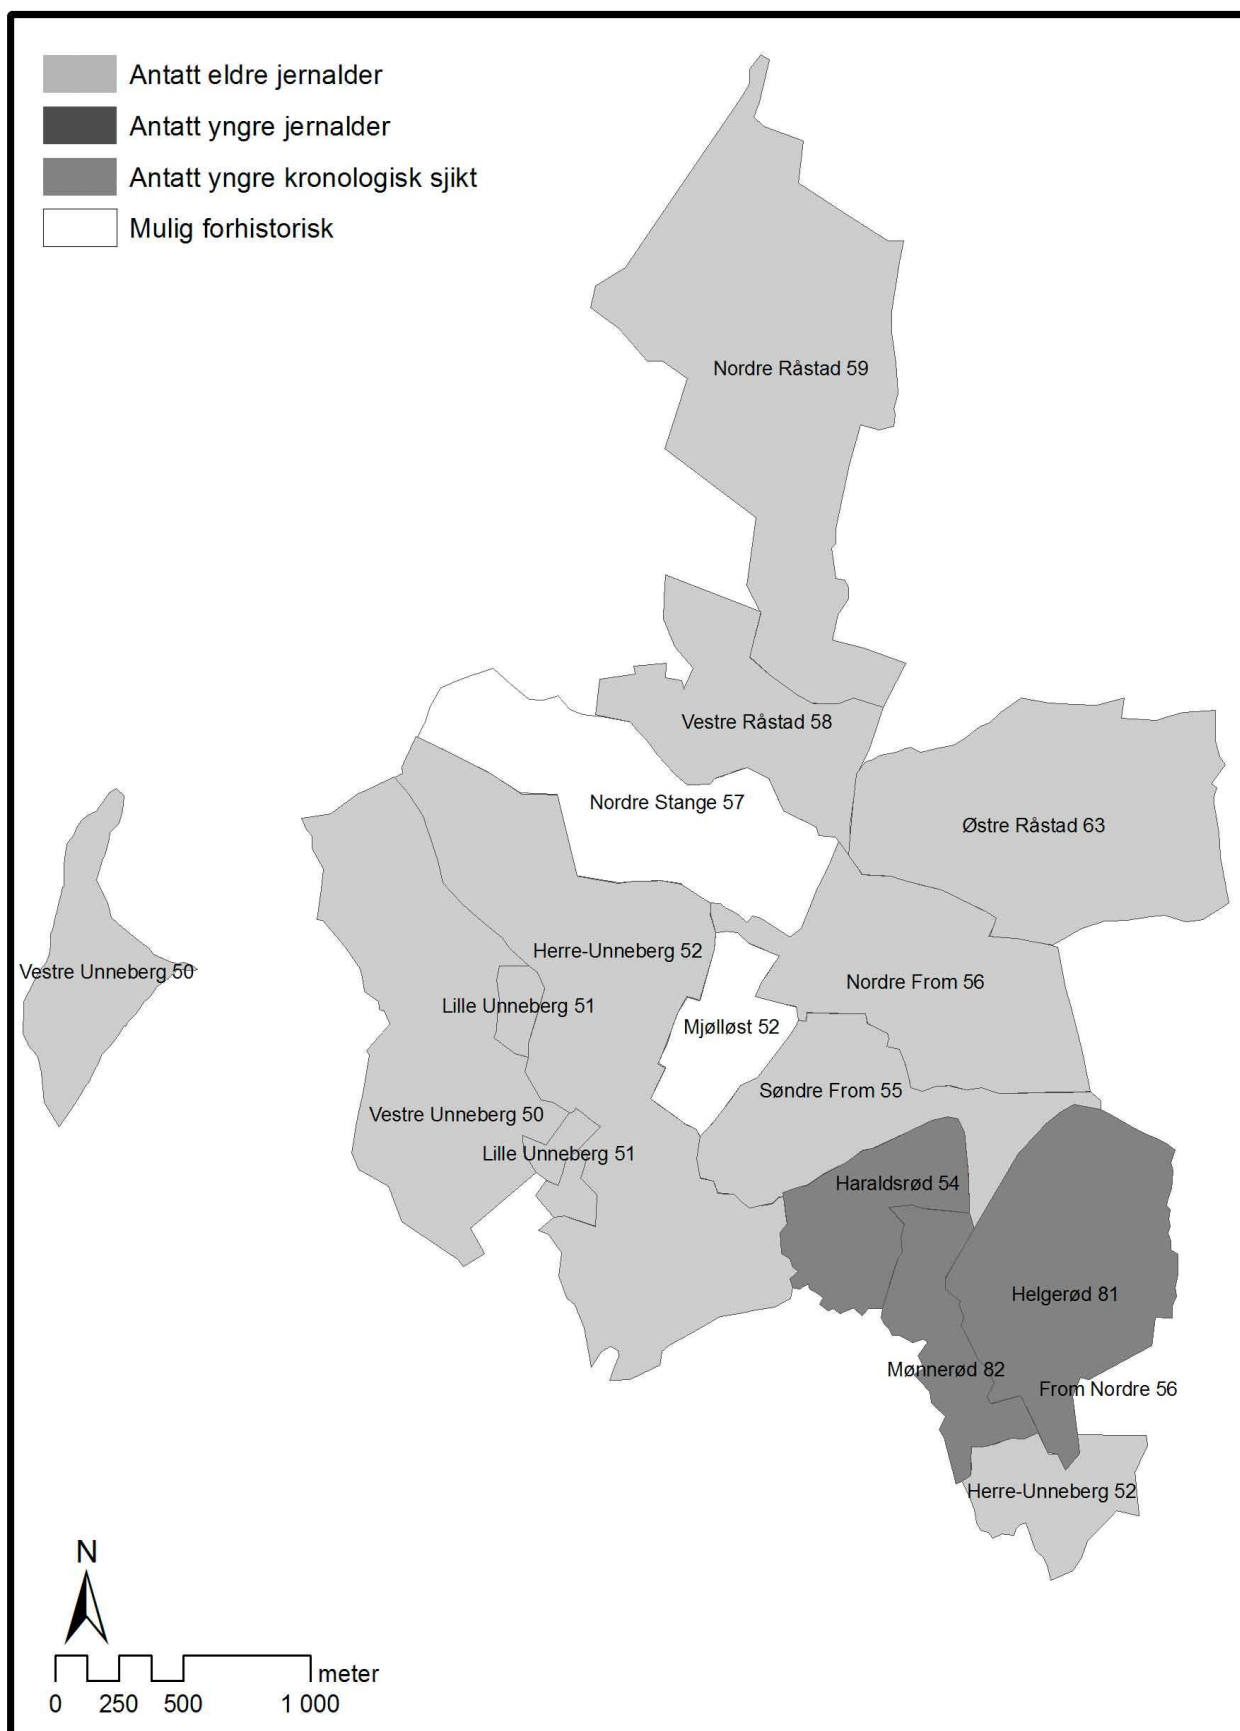 Antatt eldre jernalder
Antatt yngre jernalder
Antatt yngre kronologisk sjikt
Mulig forhistorisk
Nordre Råstad 59
Vestre Råstad 58
Nordre Stange 57
Østre Råstad 63
Herre-Unneberg 52
Vestre Unneberg 50
Nordre From 56
Lille Unneberg 51
Mjølløst 52
Søndre From 55
Vestre Unneberg 50
Lille Unneberg 51
Haraldsrød 54
Helgerød 81
Mønnerød 82
From Nordre 56
Herre-Unneberg 52
N
meter
0 250 500 1 000